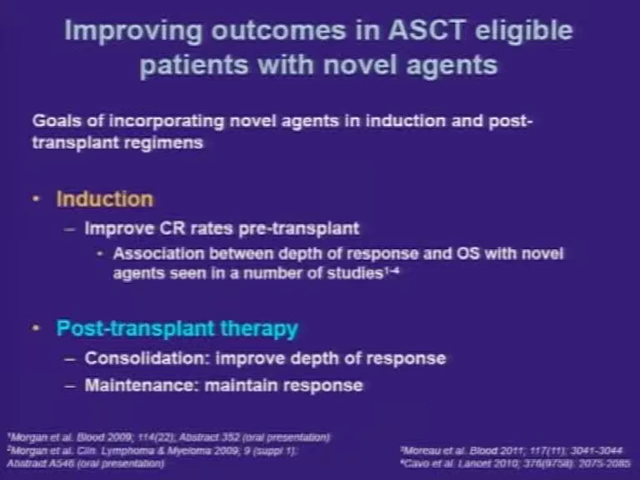 Improving outcomes in ASCT eligible
patients with novel agents
Goals of incorporating novel agents in induction and post-
transplant regimens
• Induction
– Improve CR rates pre-transplant
• Association between depth of response and OS with novel
agents seen in a number of studies¹⁻⁴
• Post-transplant therapy
– Consolidation: improve depth of response
– Maintenance: maintain response
¹Morgan et al. Blood 2009; 114(22); Abstract 352 (oral presentation)
²Morgan et al. Clin. Lymphoma & Myeloma 2009; 9 (suppl 1);
Abstract A546 (oral presentation)
³Moreau et al. Blood 2011; 117(11); 3041-3044
⁴Cavo et al. Lancet 2010; 376(9758). 2075-2085